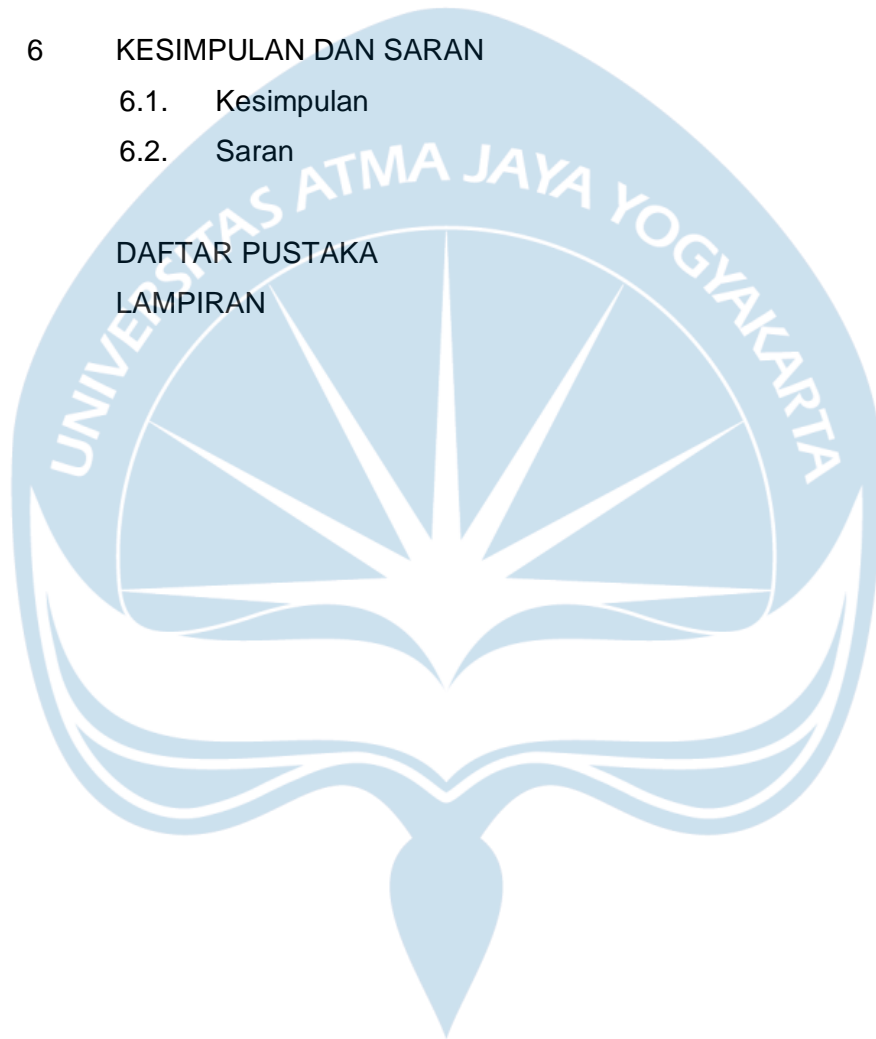 6 KESIMPULAN DAN SARAN
6.1. Kesimpulan
6.2. Saran
UNIVERSITAS ATMA JAYA YOGYAKARTA
DAFTAR PUSTAKA
LAMPIRAN